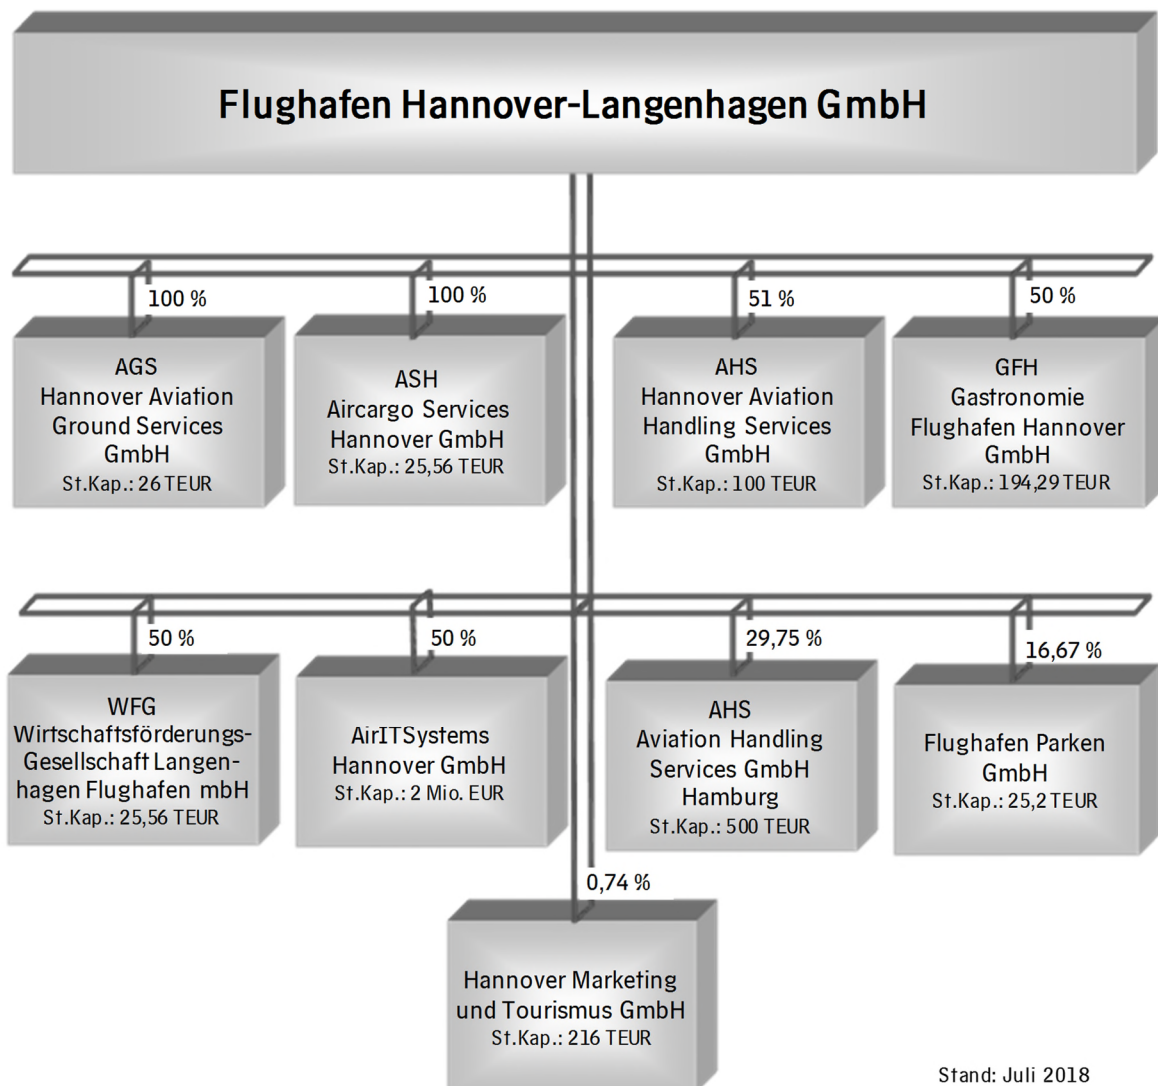 Flughafen Hannover-Langenhagen GmbH
100 %
100 %
51 %
50 %
AGS
Hannover Aviation
Ground Services
GmbH
St.Kap.: 26 TEUR
ASH
Aircargo Services
Hannover GmbH
St.Kap.: 25,56 TEUR
AHS
Hannover Aviation
Handling Services
GmbH
St.Kap.: 100 TEUR
GFH
Gastronomie
Flughafen Hannover
GmbH
St.Kap.: 194,29 TEUR
50 %
50 %
29,75 %
16,67 %
WFG
Wirtschaftsförderungs-
Gesellschaft Langen-
hagen Flughafen mbH
St.Kap.: 25,56 TEUR
AirITSystems
Hannover GmbH
St.Kap.: 2 Mio. EUR
AHS
Aviation Handling
Services GmbH
Hamburg
St.Kap.: 500 TEUR
Flughafen Parken
GmbH
St.Kap.: 25,2 TEUR
0,74 %
Hannover Marketing
und Tourismus GmbH
St.Kap.: 216 TEUR
Stand: Juli 2018